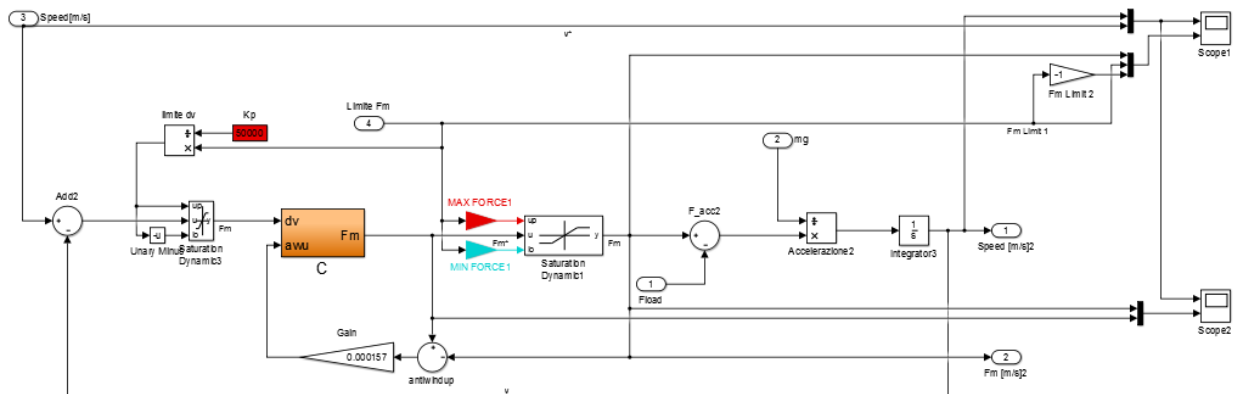 3
Speed[m/s]
v*
Scope1
-1
Fm Limit 2
Fm Limit 1
limite dv
Kp
60000
÷
×
Limite Fm
4
2
mg
Add2
+
−
up
u
lo
y
Fm
-u
Unary Minus
Saturation
Dynamic3
dv
awu
Fm
C
MAX FORCE1
Fm*
MIN FORCE1
up
u
lo
y
Fm
Saturation
Dynamic1
F_acc2
+
−
÷
×
Accelerazione2
1
s
Integrator3
1
Speed [m/s]2
1
Fload
Scope2
Gain
0.000157
+
−
antiwindup
2
Fm [m/s]2
v